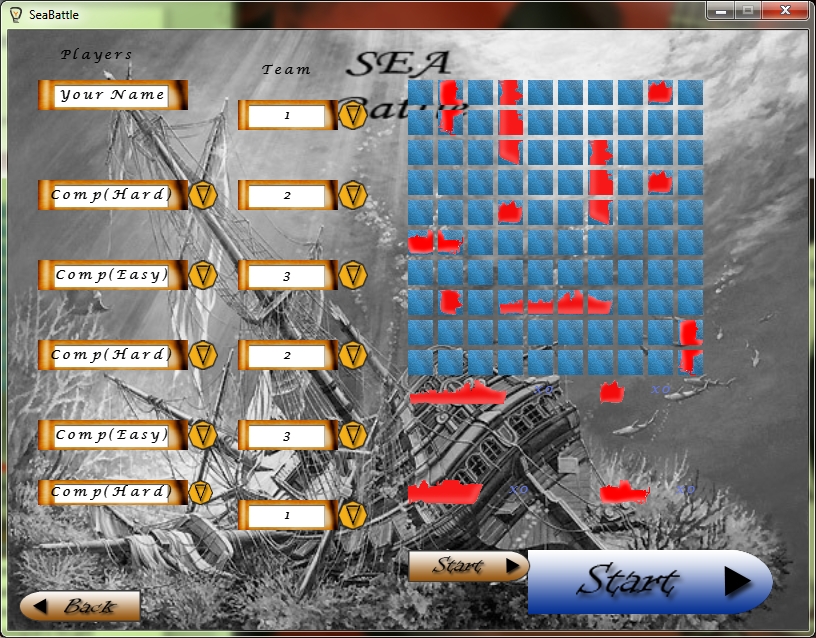 SeaBattle
Players
Team
SEA
Battle
Your Name
1
Comp(Hard)
2
Comp(Easy)
3
Comp(Hard)
2
Comp(Easy)
3
Comp(Hard)
1
x0
x0
x0
x0
Start
Start
Back